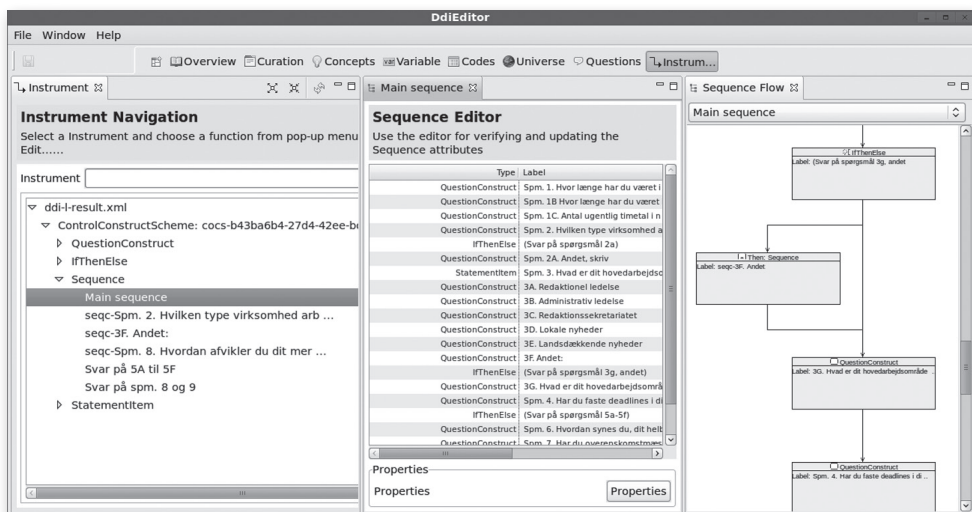 DdiEditor
File Window Help
Overview Curation Concepts Variable Codes Universe Questions Instrum...
Instrument
Instrument Navigation
Select a Instrument and choose a function from pop-up menu
Edit......
Instrument
ddi-l-result.xml
ControlConstructScheme: cocs-b43ba6b4-27d4-42ee-b
QuestionConstruct
IfThenElse
Sequence
Main sequence
seqc-Spm. 2. Hvilken type virksomhed arb ...
seqc-3F. Andet:
seqc-Spm. 8. Hvordan afvikler du dit mer ...
Svar på 5A til 5F
Svar på spm. 8 og 9
StatementItem
Main sequence
Sequence Editor
Use the editor for verifying and updating the
Sequence attributes
Type Label
QuestionConstruct Spm. 1. Hvor længe har du været i
QuestionConstruct Spm. 1B Hvor længe har du været
QuestionConstruct Spm. 1C. Antal ugentlig timetal i n
QuestionConstruct Spm. 2. Hvilken type virksomhed a
IfThenElse (Svar på spørgsmål 2a)
QuestionConstruct Spm. 2A. Andet, skriv
StatementItem Spm. 3. Hvad er dit hovedarbejdso
QuestionConstruct 3A. Redaktionel ledelse
QuestionConstruct 3B. Administrativ ledelse
QuestionConstruct 3C. Redaktionssekretariatet
QuestionConstruct 3D. Lokale nyheder
QuestionConstruct 3E. Landsdækkende nyheder
QuestionConstruct 3F. Andet:
IfThenElse (Svar på spørgsmål 3g, andet)
QuestionConstruct 3G. Hvad er dit hovedarbejdsområ
QuestionConstruct Spm. 4. Har du faste deadlines i di
IfThenElse (Svar på spørgsmål 5a-5f)
QuestionConstruct Spm. 6. Hvordan synes du, dit helb
QuestionConstruct Spm. 7. Har du overenskomstmæs
Properties
Properties Properties
Sequence Flow
Main sequence
IfThenElse
Label: (Svar på spørgsmål 3g, andet
Then: Sequence
Label: seqc-3F. Andet
QuestionConstruct
Label: 3G. Hvad er dit hovedarbejdsområde ..
QuestionConstruct
Label: Spm. 4. Har du faste deadlines i di ..